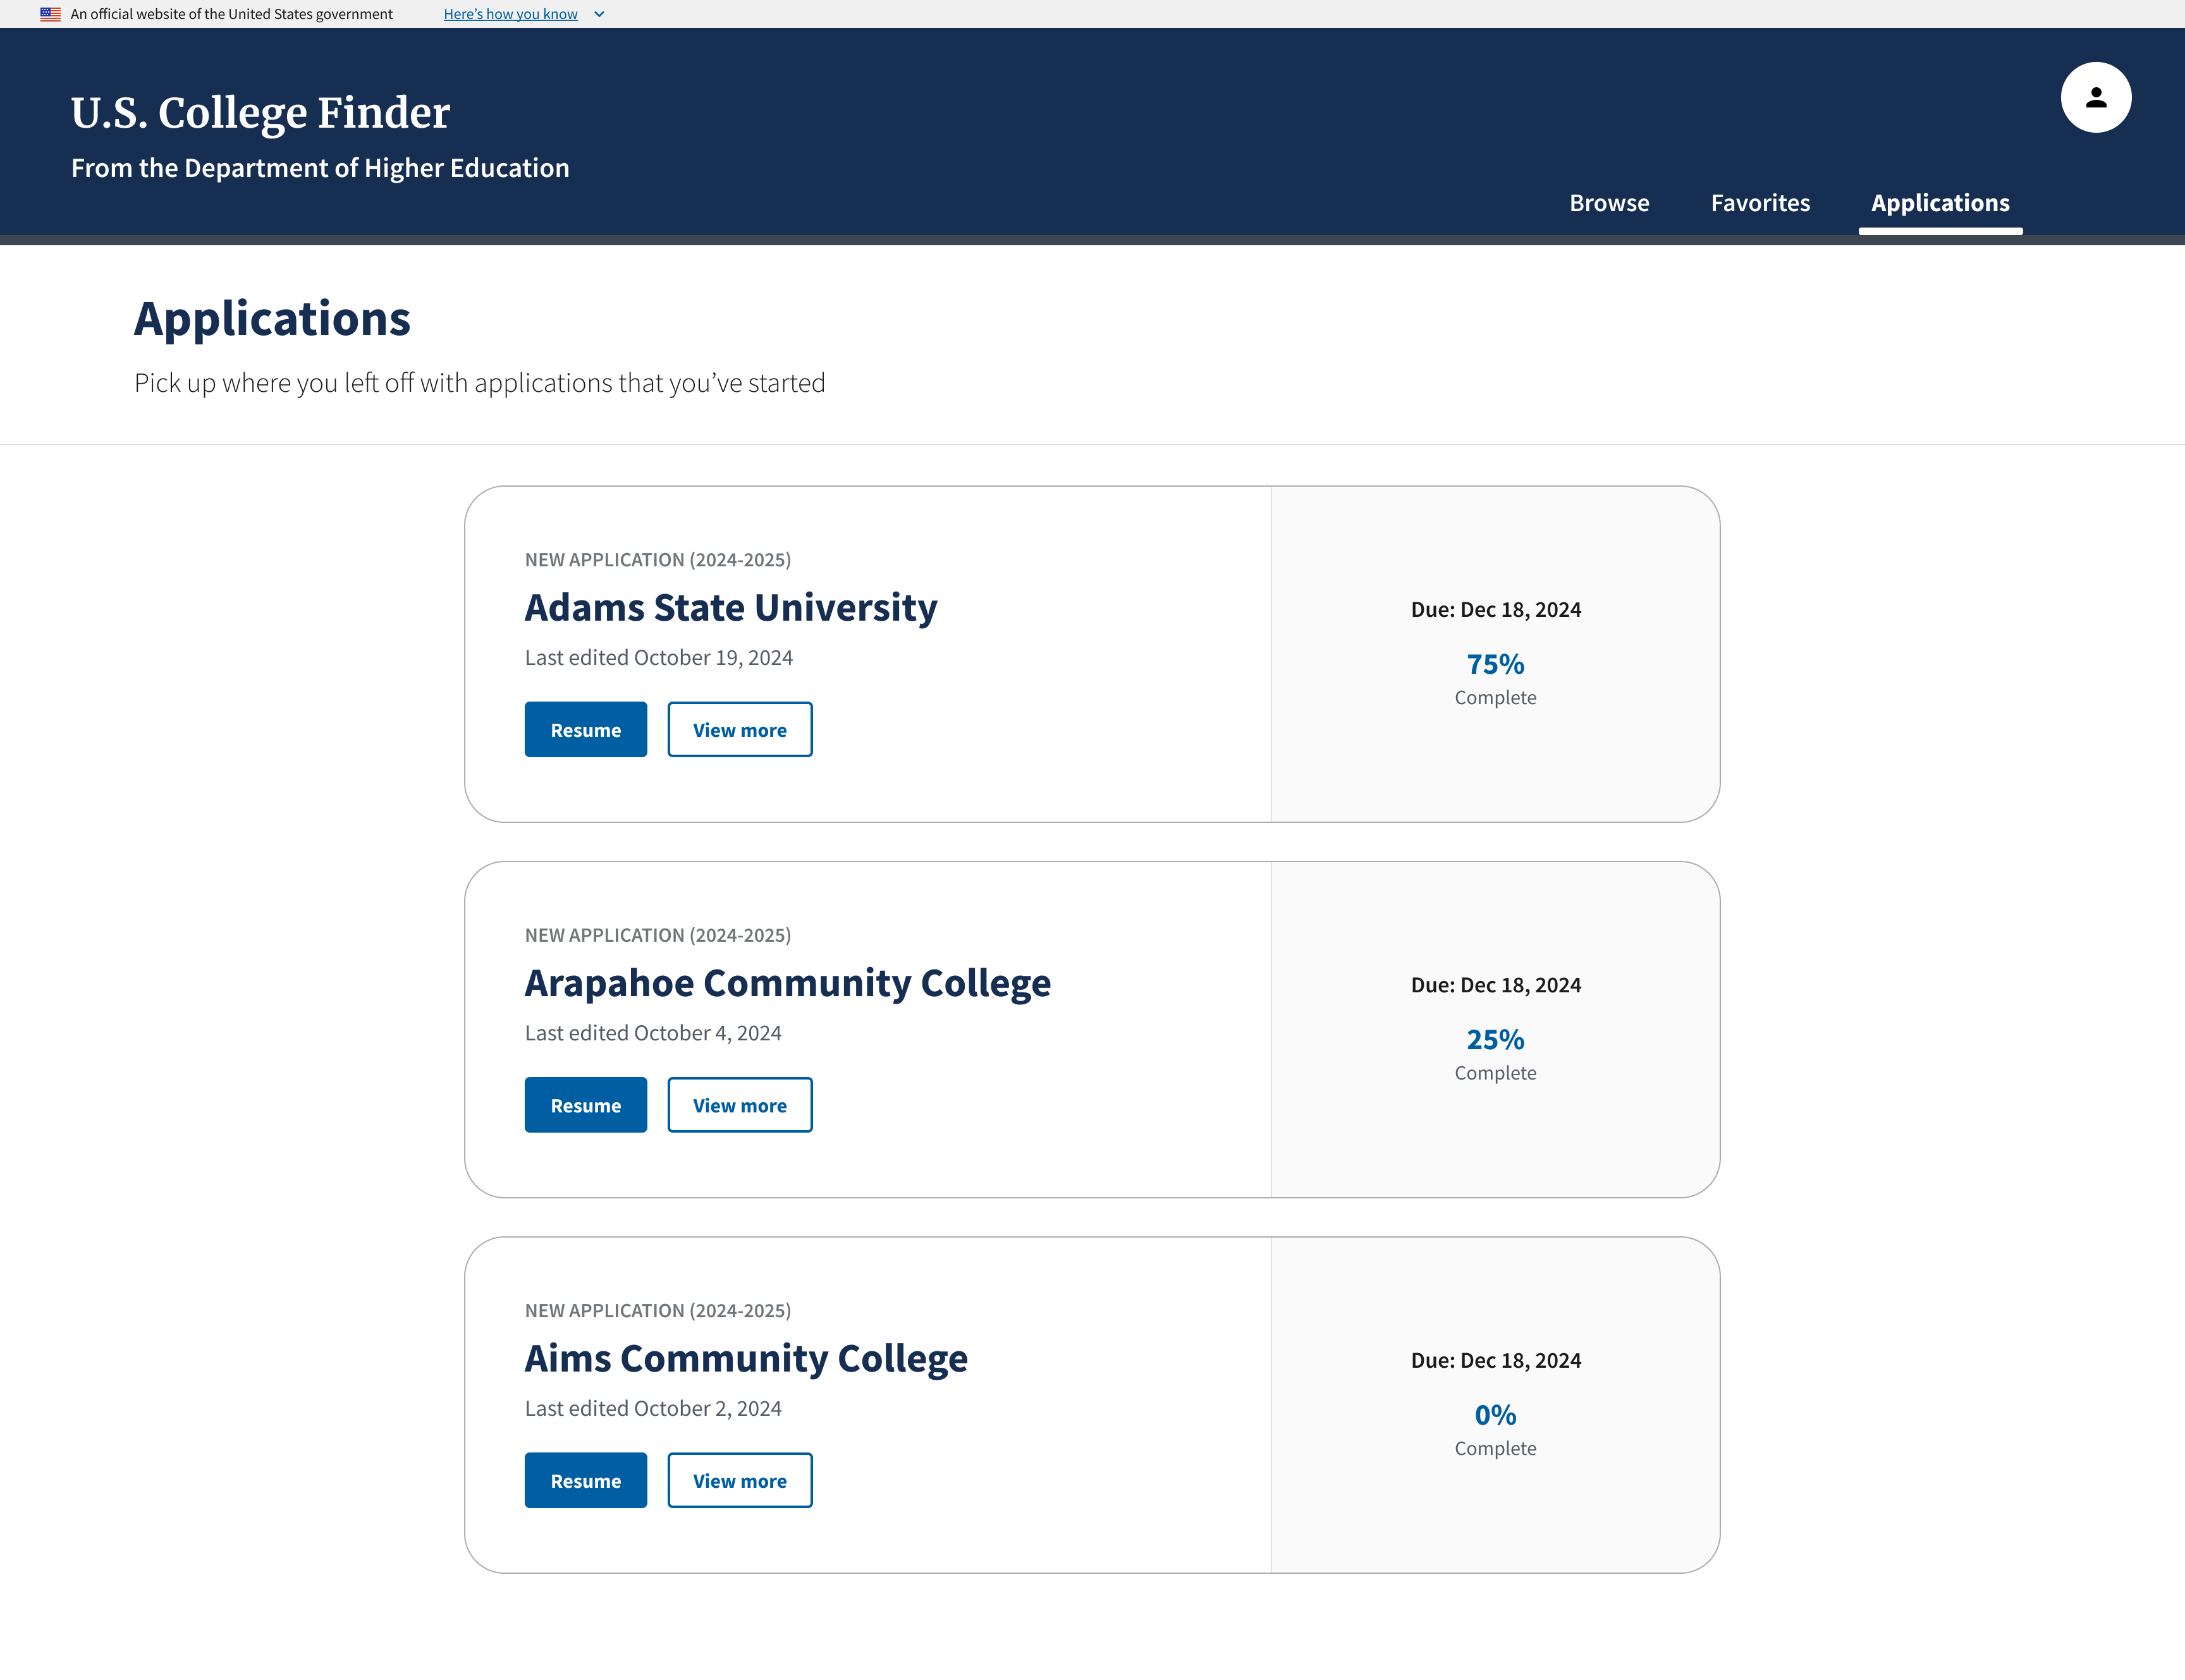 An official website of the United States government Here’s how you know
U.S. College Finder
From the Department of Higher Education
Browse Favorites Applications
Applications
Pick up where you left off with applications that you’ve started
NEW APPLICATION (2024-2025)
Adams State University
Last edited October 19, 2024
Resume View more
Due: Dec 18, 2024
75%
Complete
NEW APPLICATION (2024-2025)
Arapahoe Community College
Last edited October 4, 2024
Resume View more
Due: Dec 18, 2024
25%
Complete
NEW APPLICATION (2024-2025)
Aims Community College
Last edited October 2, 2024
Resume View more
Due: Dec 18, 2024
0%
Complete